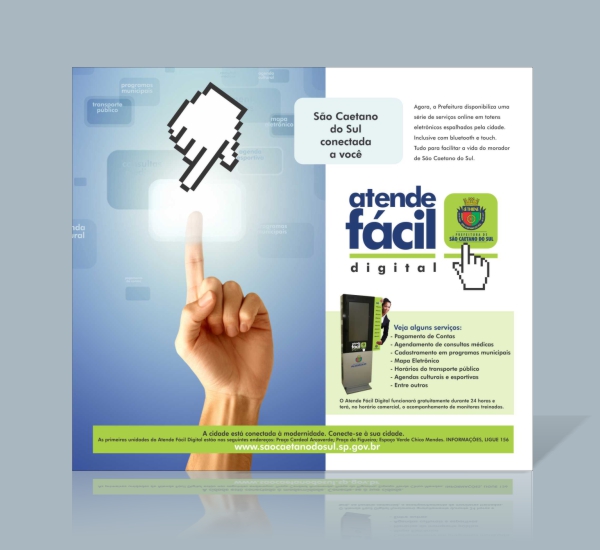 programas
municipais
transporte
público
mapa
São Caetano
do Sul
conectada
a você
Agora, a Prefeitura disponibiliza uma
série de serviços online em totens
eletrônicos espalhados pela cidade.
Inclusive com bluetooth e touch.
Tudo para facilitar a vida do morador
de São Caetano do Sul.
atende
fácil
digital
PREFEITURA DE
SÃO CAETANO DO SUL
Veja alguns serviços:
- Pagamento de Contas
- Agendamento de consultas médicas
- Cadastramento em programas municipais
- Mapa Eletrônico
- Horários do transporte público
- Agendas culturais e esportivas
- Entre outros
O Atende Fácil Digital funcionará gratuitamente durante 24 horas e
terá, no horário comercial, o acompanhamento de monitores treinados.
A cidade está conectada à modernidade. Conecte-se à sua cidade.
As primeiras unidades do Atende Fácil Digital estão nos seguintes endereços: Praça Cardeal Arcoverde; Praça da Figueira; Espaço Verde Chico Mendes. INFORMAÇÕES, LIGUE 156
www.saocaetanodosul.sp.gov.br